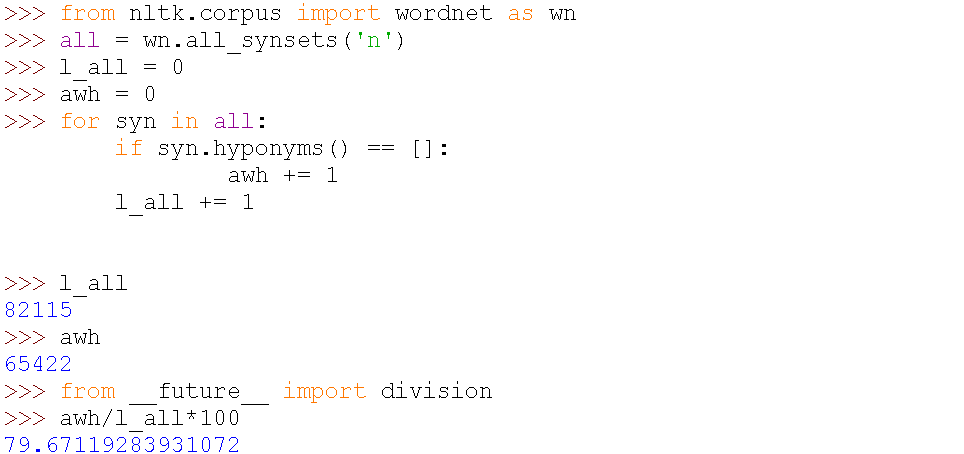 >>> from nltk.corpus import wordnet as wn
>>> all = wn.all_synsets('n')
>>> l_all = 0
>>> awh = 0
>>> for syn in all:
        if syn.hyponyms() == []:
                awh += 1
        l_all += 1
>>> l_all
82115
>>> awh
65422
>>> from __future__ import division
>>> awh/l_all*100
79.67119283931072